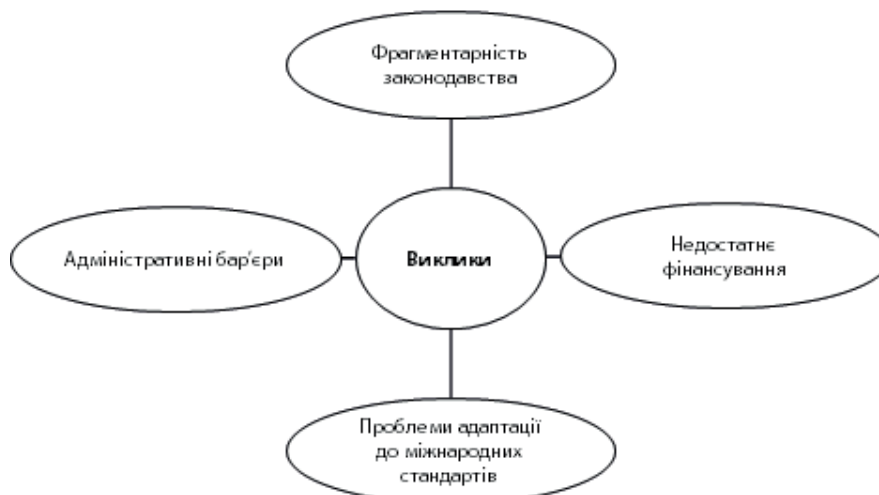 Фрагментарність
законодавства
Адміністративні бар'єри
Виклики
Недостатнє
фінансування
Проблеми адаптації
до міжнародних
стандартів